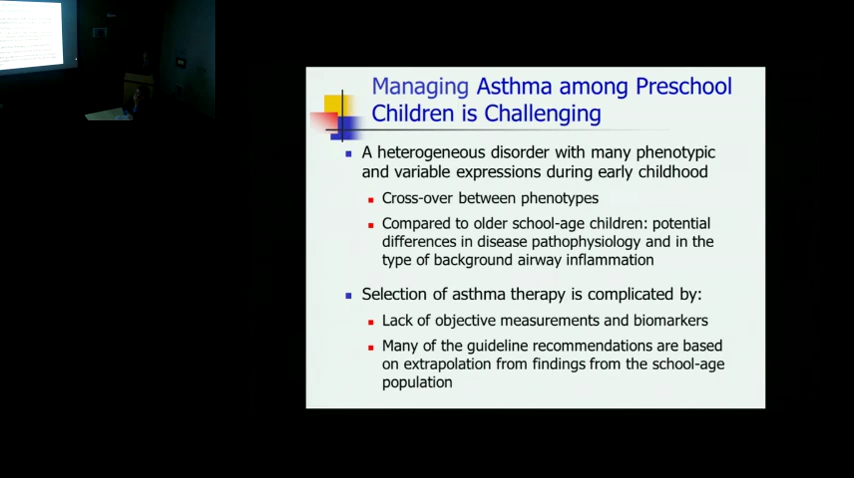 Managing Asthma among Preschool
Children is Challenging
A heterogeneous disorder with many phenotypic
and variable expressions during early childhood
Cross-over between phenotypes
Compared to older school-age children: potential
differences in disease pathophysiology and in the
type of background airway inflammation
Selection of asthma therapy is complicated by:
Lack of objective measurements and biomarkers
Many of the guideline recommendations are based
on extrapolation from findings from the school-age
population